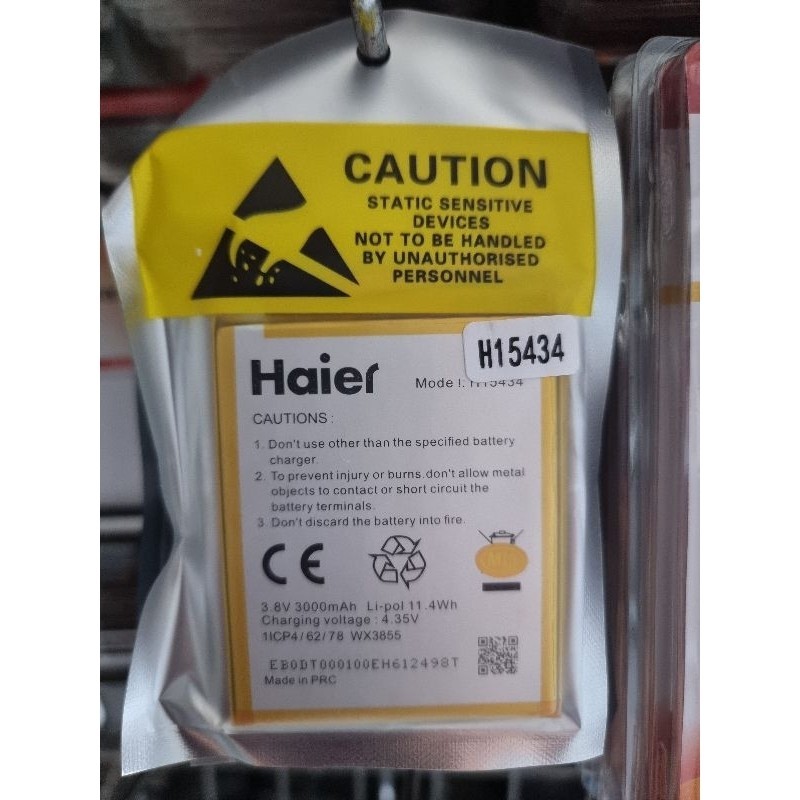 CAUTION
STATIC SENSITIVE
DEVICES
NOT TO BE HANDLED
BY UNAUTHORISED
PERSONNEL
H15434
Haier
Mode l: H15434
CAUTIONS :
1. Don't use other than the specified battery
charger.
2. To prevent injury or burns.don't allow metal
objects to contact or short circuit the
battery terminals.
3. Don't discard the battery into fire.
CE
3.8V 3000mAh Li-pol 11.4Wh
Charging voltage : 4.35V
1ICP4/62/78 WX3855
EB0DT000100EH612498T
Made in PRC